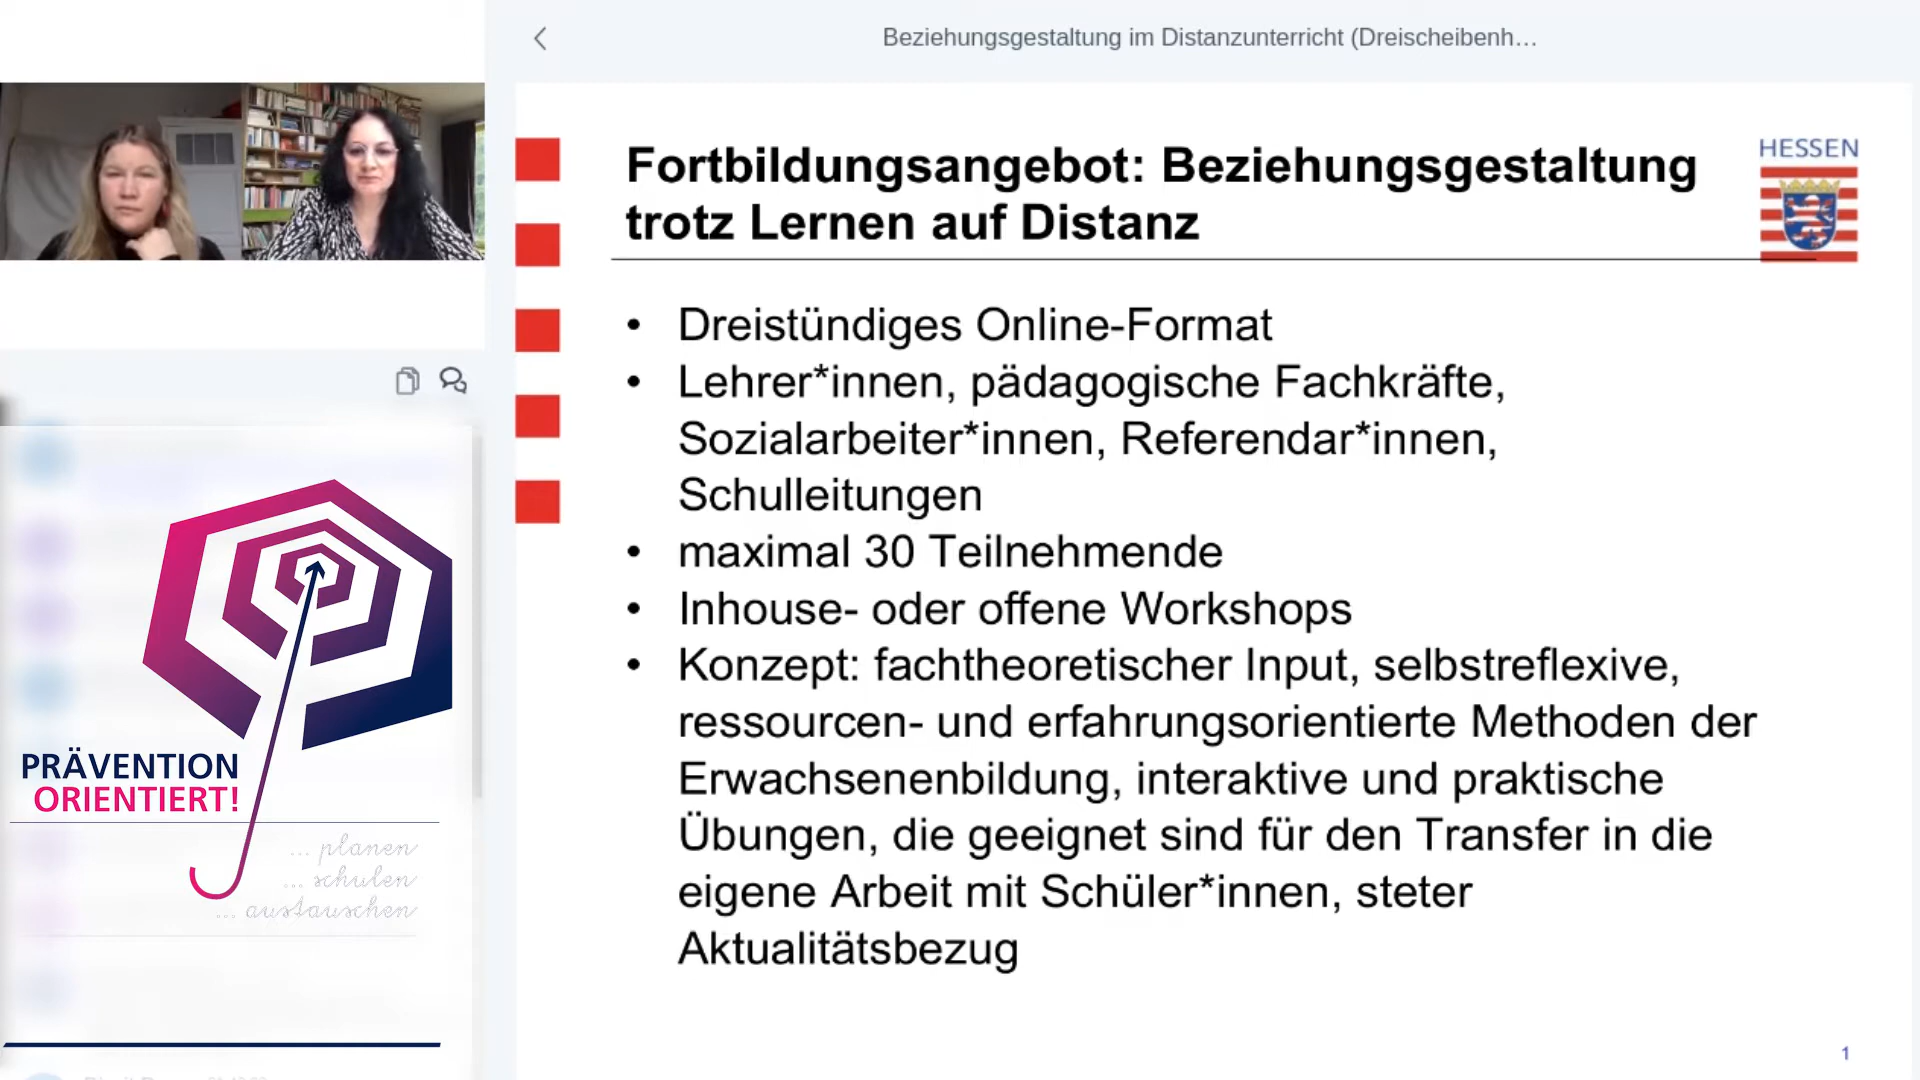 Beziehungsgestaltung im Distanzunterricht (Dreischeibenh…
HESSEN
Fortbildungsangebot: Beziehungsgestaltung
trotz Lernen auf Distanz
• Dreistündiges Online-Format
• Lehrer*innen, pädagogische Fachkräfte,
Sozialarbeiter*innen, Referendar*innen,
Schulleitungen
• maximal 30 Teilnehmende
• Inhouse- oder offene Workshops
• Konzept: fachtheoretischer Input, selbstreflexive,
ressourcen- und erfahrungsorientierte Methoden der
Erwachsenenbildung, interaktive und praktische
Übungen, die geeignet sind für den Transfer in die
eigene Arbeit mit Schüler*innen, steter
Aktualitätsbezug
1
PRÄVENTION
ORIENTIERT!
... planen
... schulen
... austauschen